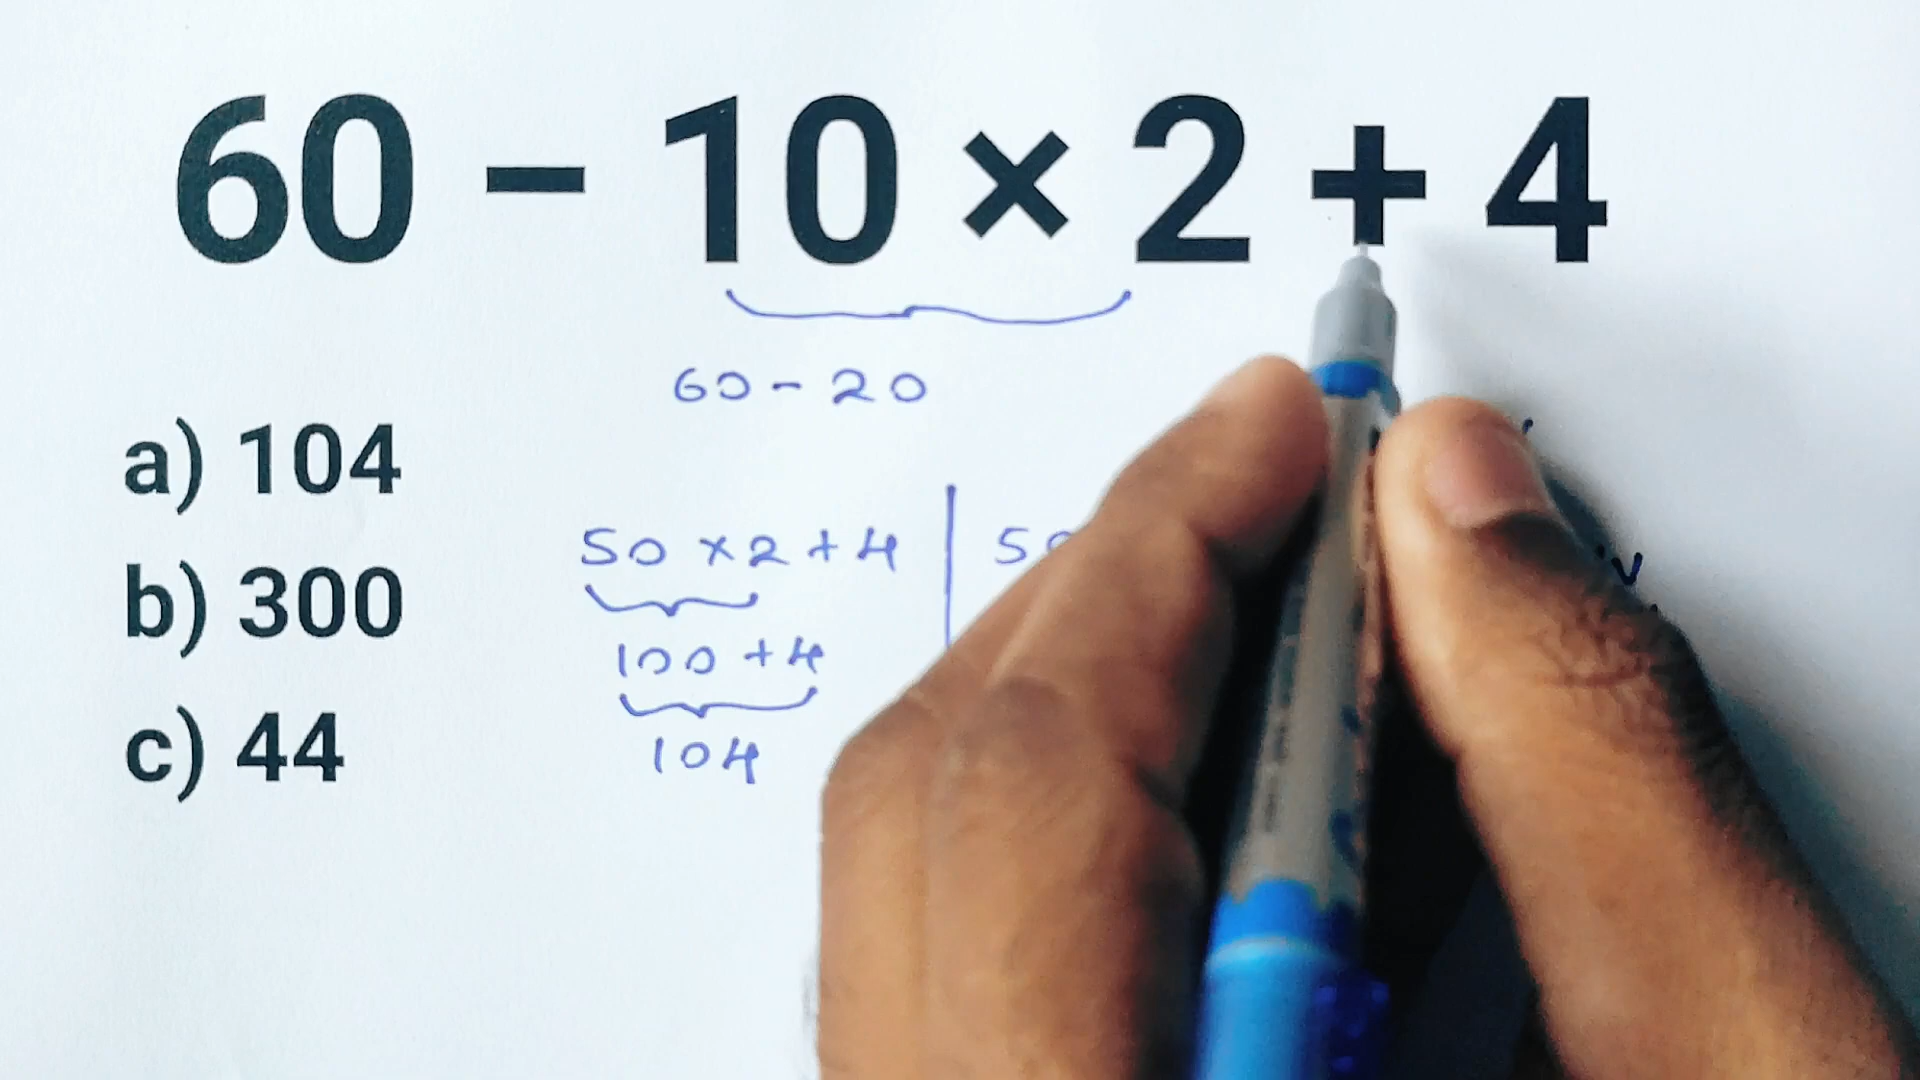 60 − 10 × 2 + 4
60 - 20
a) 104
b) 300
c) 44
50 × 2 + 4
100 + 4
104